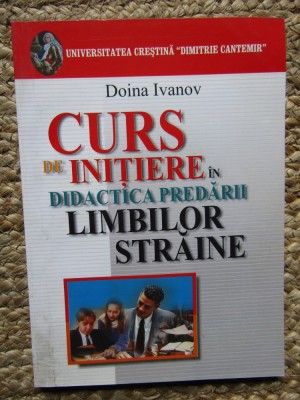 UNIVERSITATEA CREȘTINĂ "DIMITRIE CANTEMIR"
Doina Ivanov
CURS
DE INIȚIERE ÎN
DIDACTICA PREDĂRII
LIMBILOR
STRĂINE